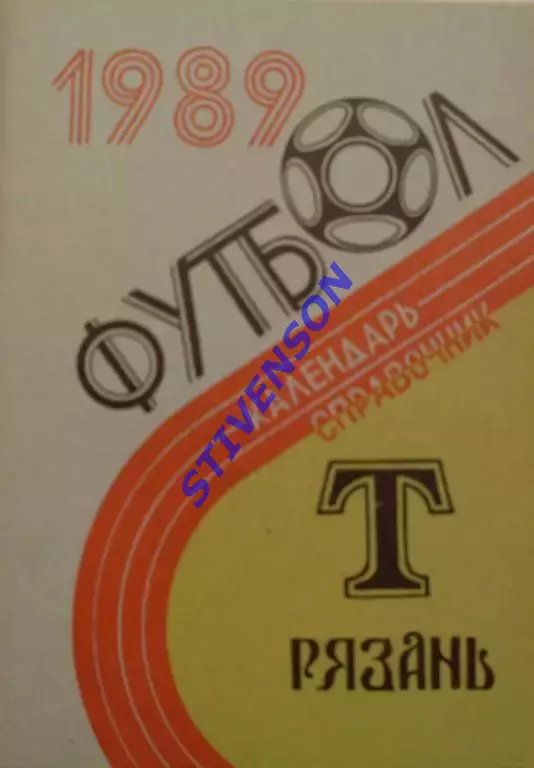 1989
ФУТБОЛ
КАЛЕНДАРЬ
СПРАВОЧНИК
STIVENSON
Т
РЯЗАНЬ